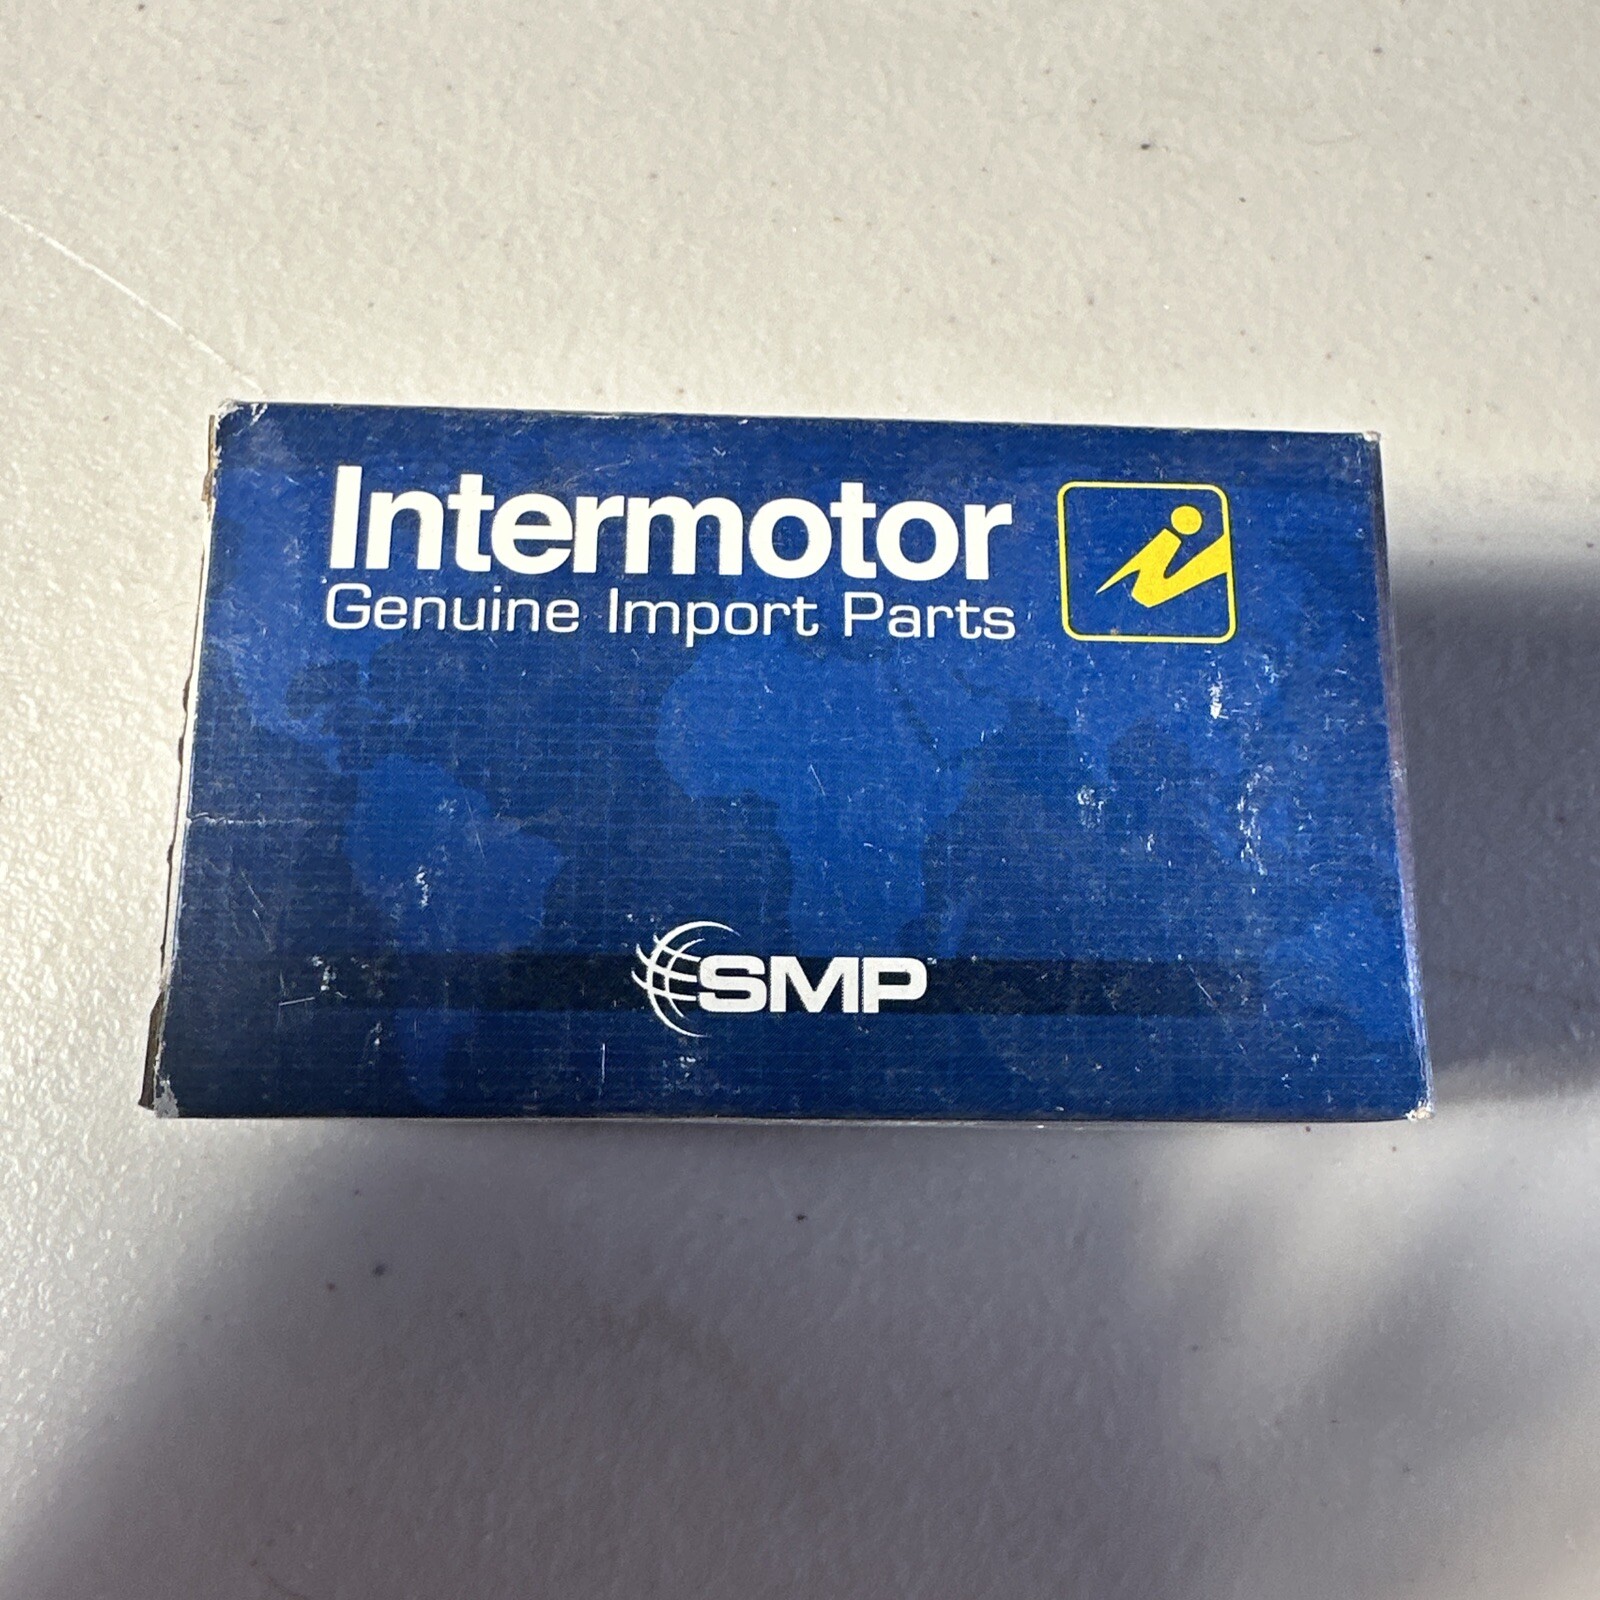 Intermotor
Genuine Import Parts
SMP